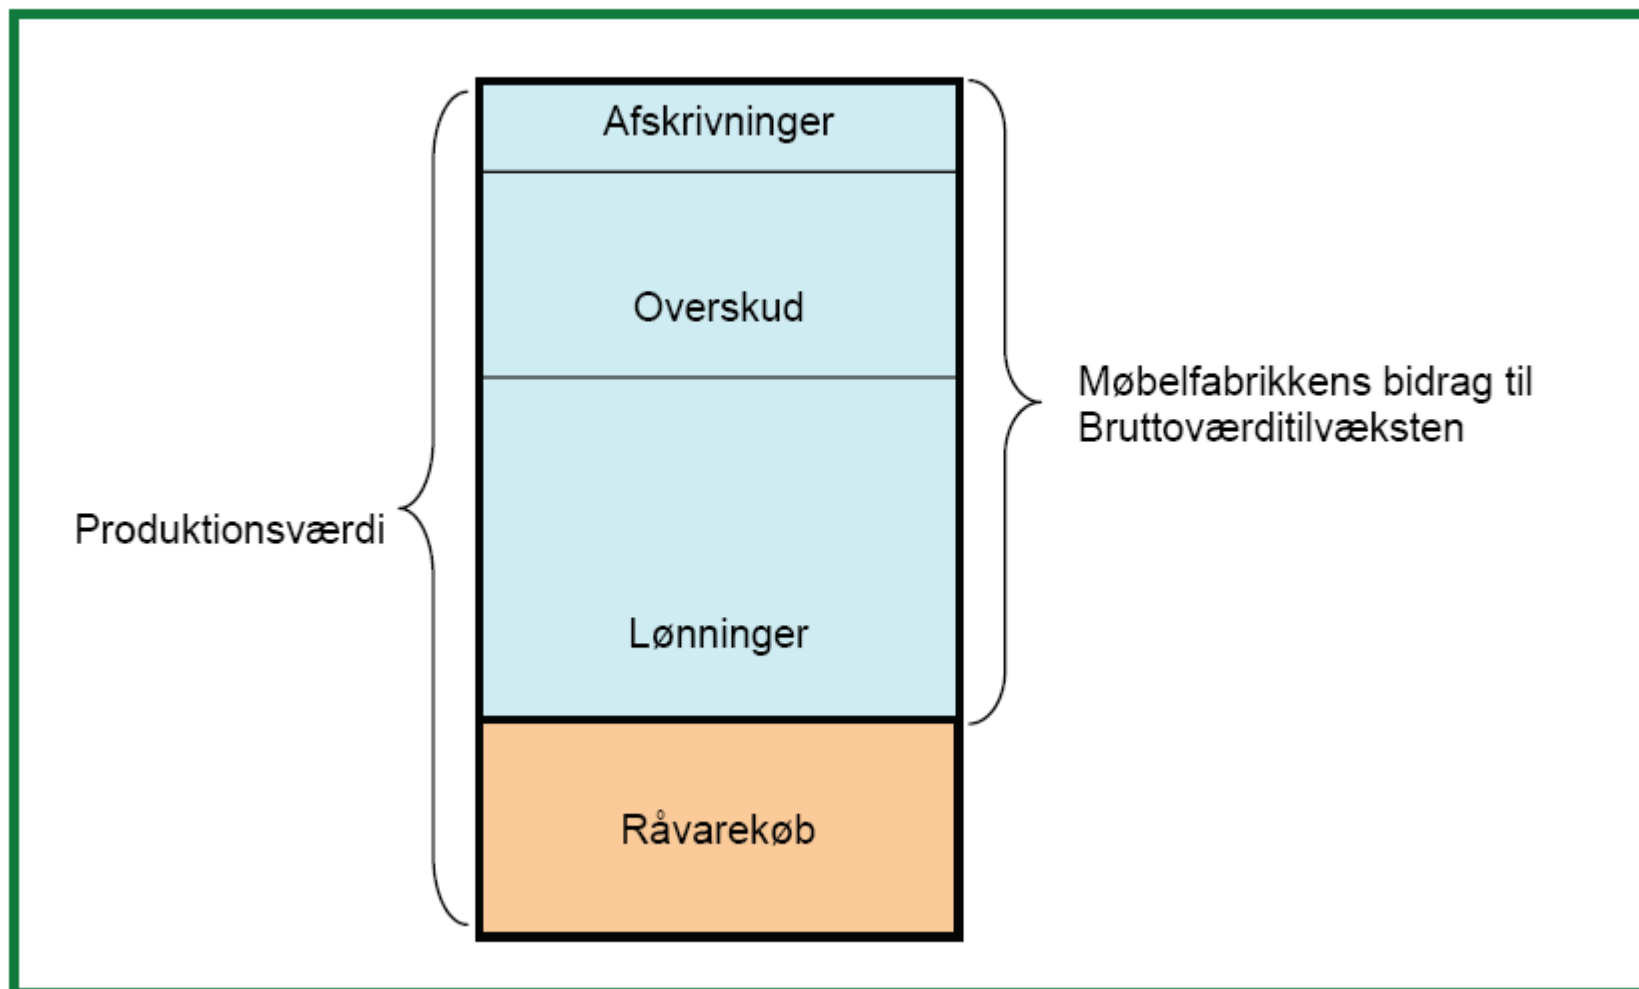 Afskrivninger
Overskud
Møbelfabrikkens bidrag til
Bruttoværditilvæksten
Produktionsværdi
Lønninger
Råvarekøb